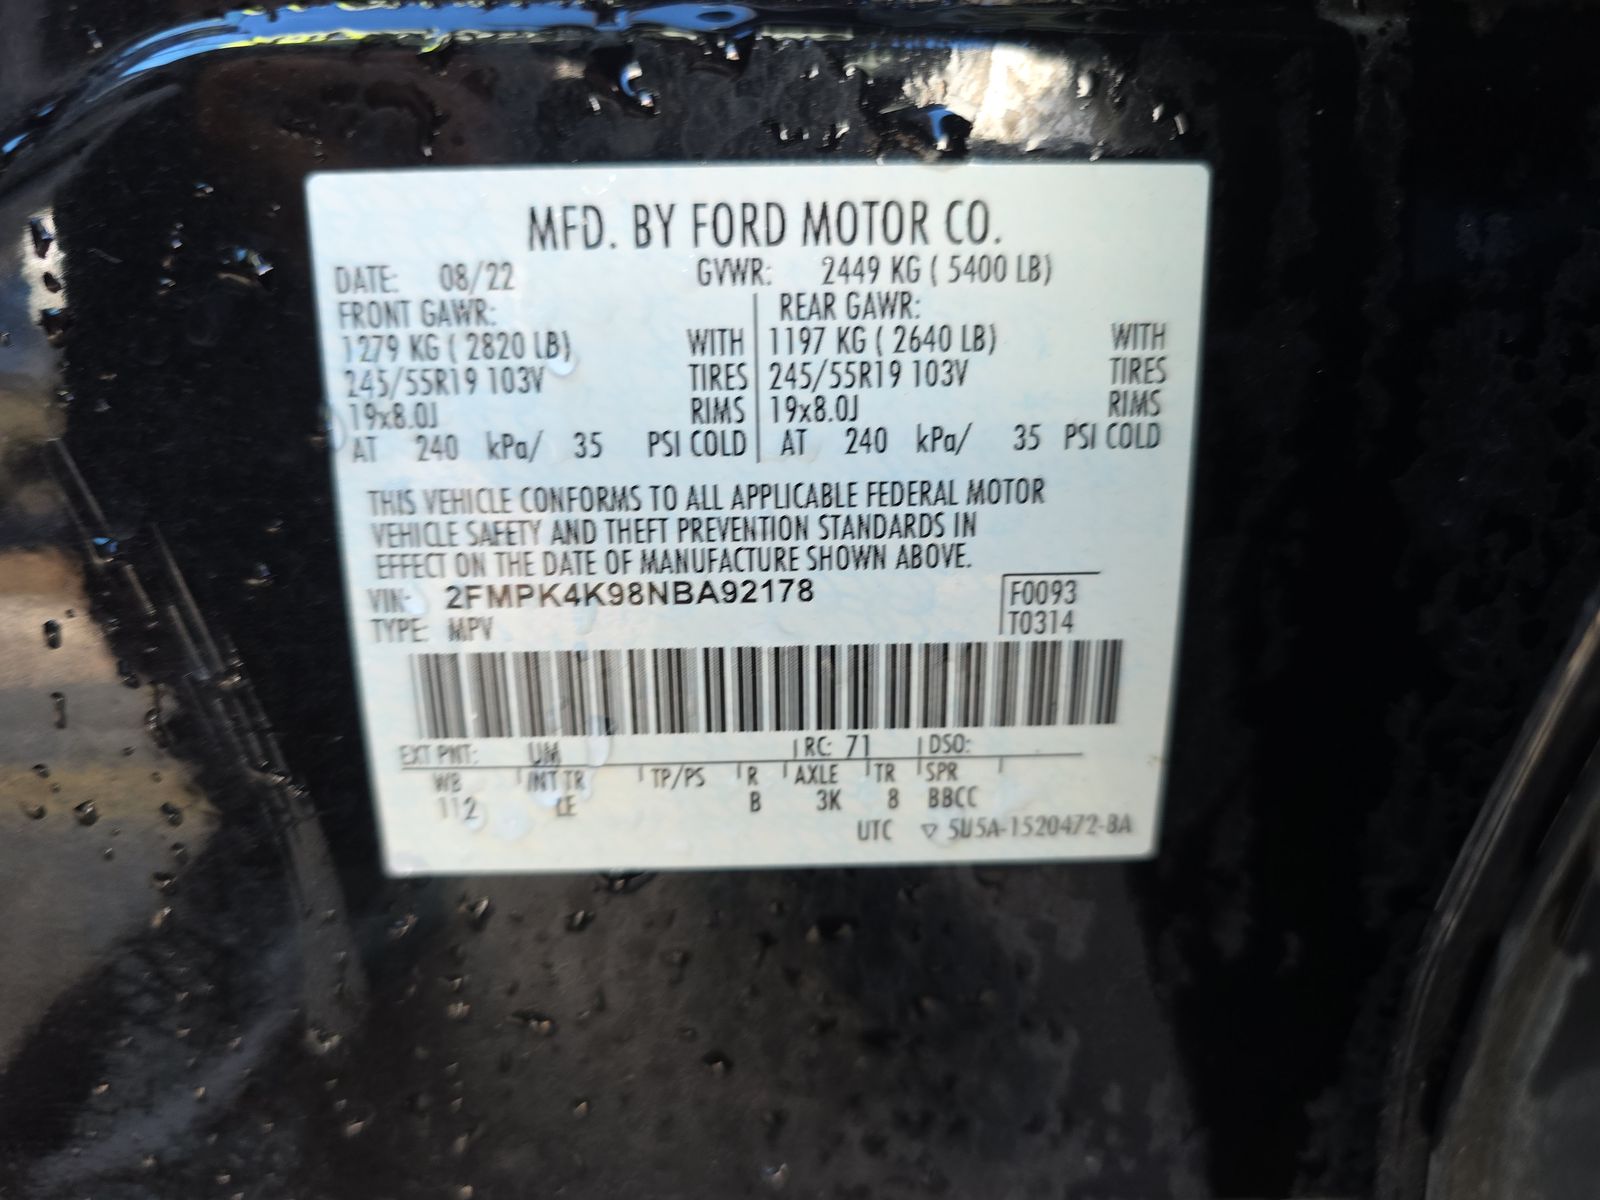 MFD. BY FORD MOTOR CO.
DATE: 08/22 GVWR: 2449 KG ( 5400 LB)
FRONT GAWR: REAR GAWR:
1279 KG ( 2820 LB) WITH 1197 KG ( 2640 LB) WITH
245/55R19 103V TIRES 245/55R19 103V TIRES
19x8.0J RIMS 19x8.0J RIMS
AT 240 kPa/ 35 PSI COLD AT 240 kPa/ 35 PSI COLD
THIS VEHICLE CONFORMS TO ALL APPLICABLE FEDERAL MOTOR
VEHICLE SAFETY AND THEFT PREVENTION STANDARDS IN
EFFECT ON THE DATE OF MANUFACTURE SHOWN ABOVE.
VIN: 2FMPK4K98NBA92178 F0093
TYPE: MPV T0314
EXT PNT: UM RC: 71 DSO:
WB INT TR TP/PS R AXLE TR SPR
112 CE B 3K 8 BBCC
UTC ▽ 5U5A-1520472-BA